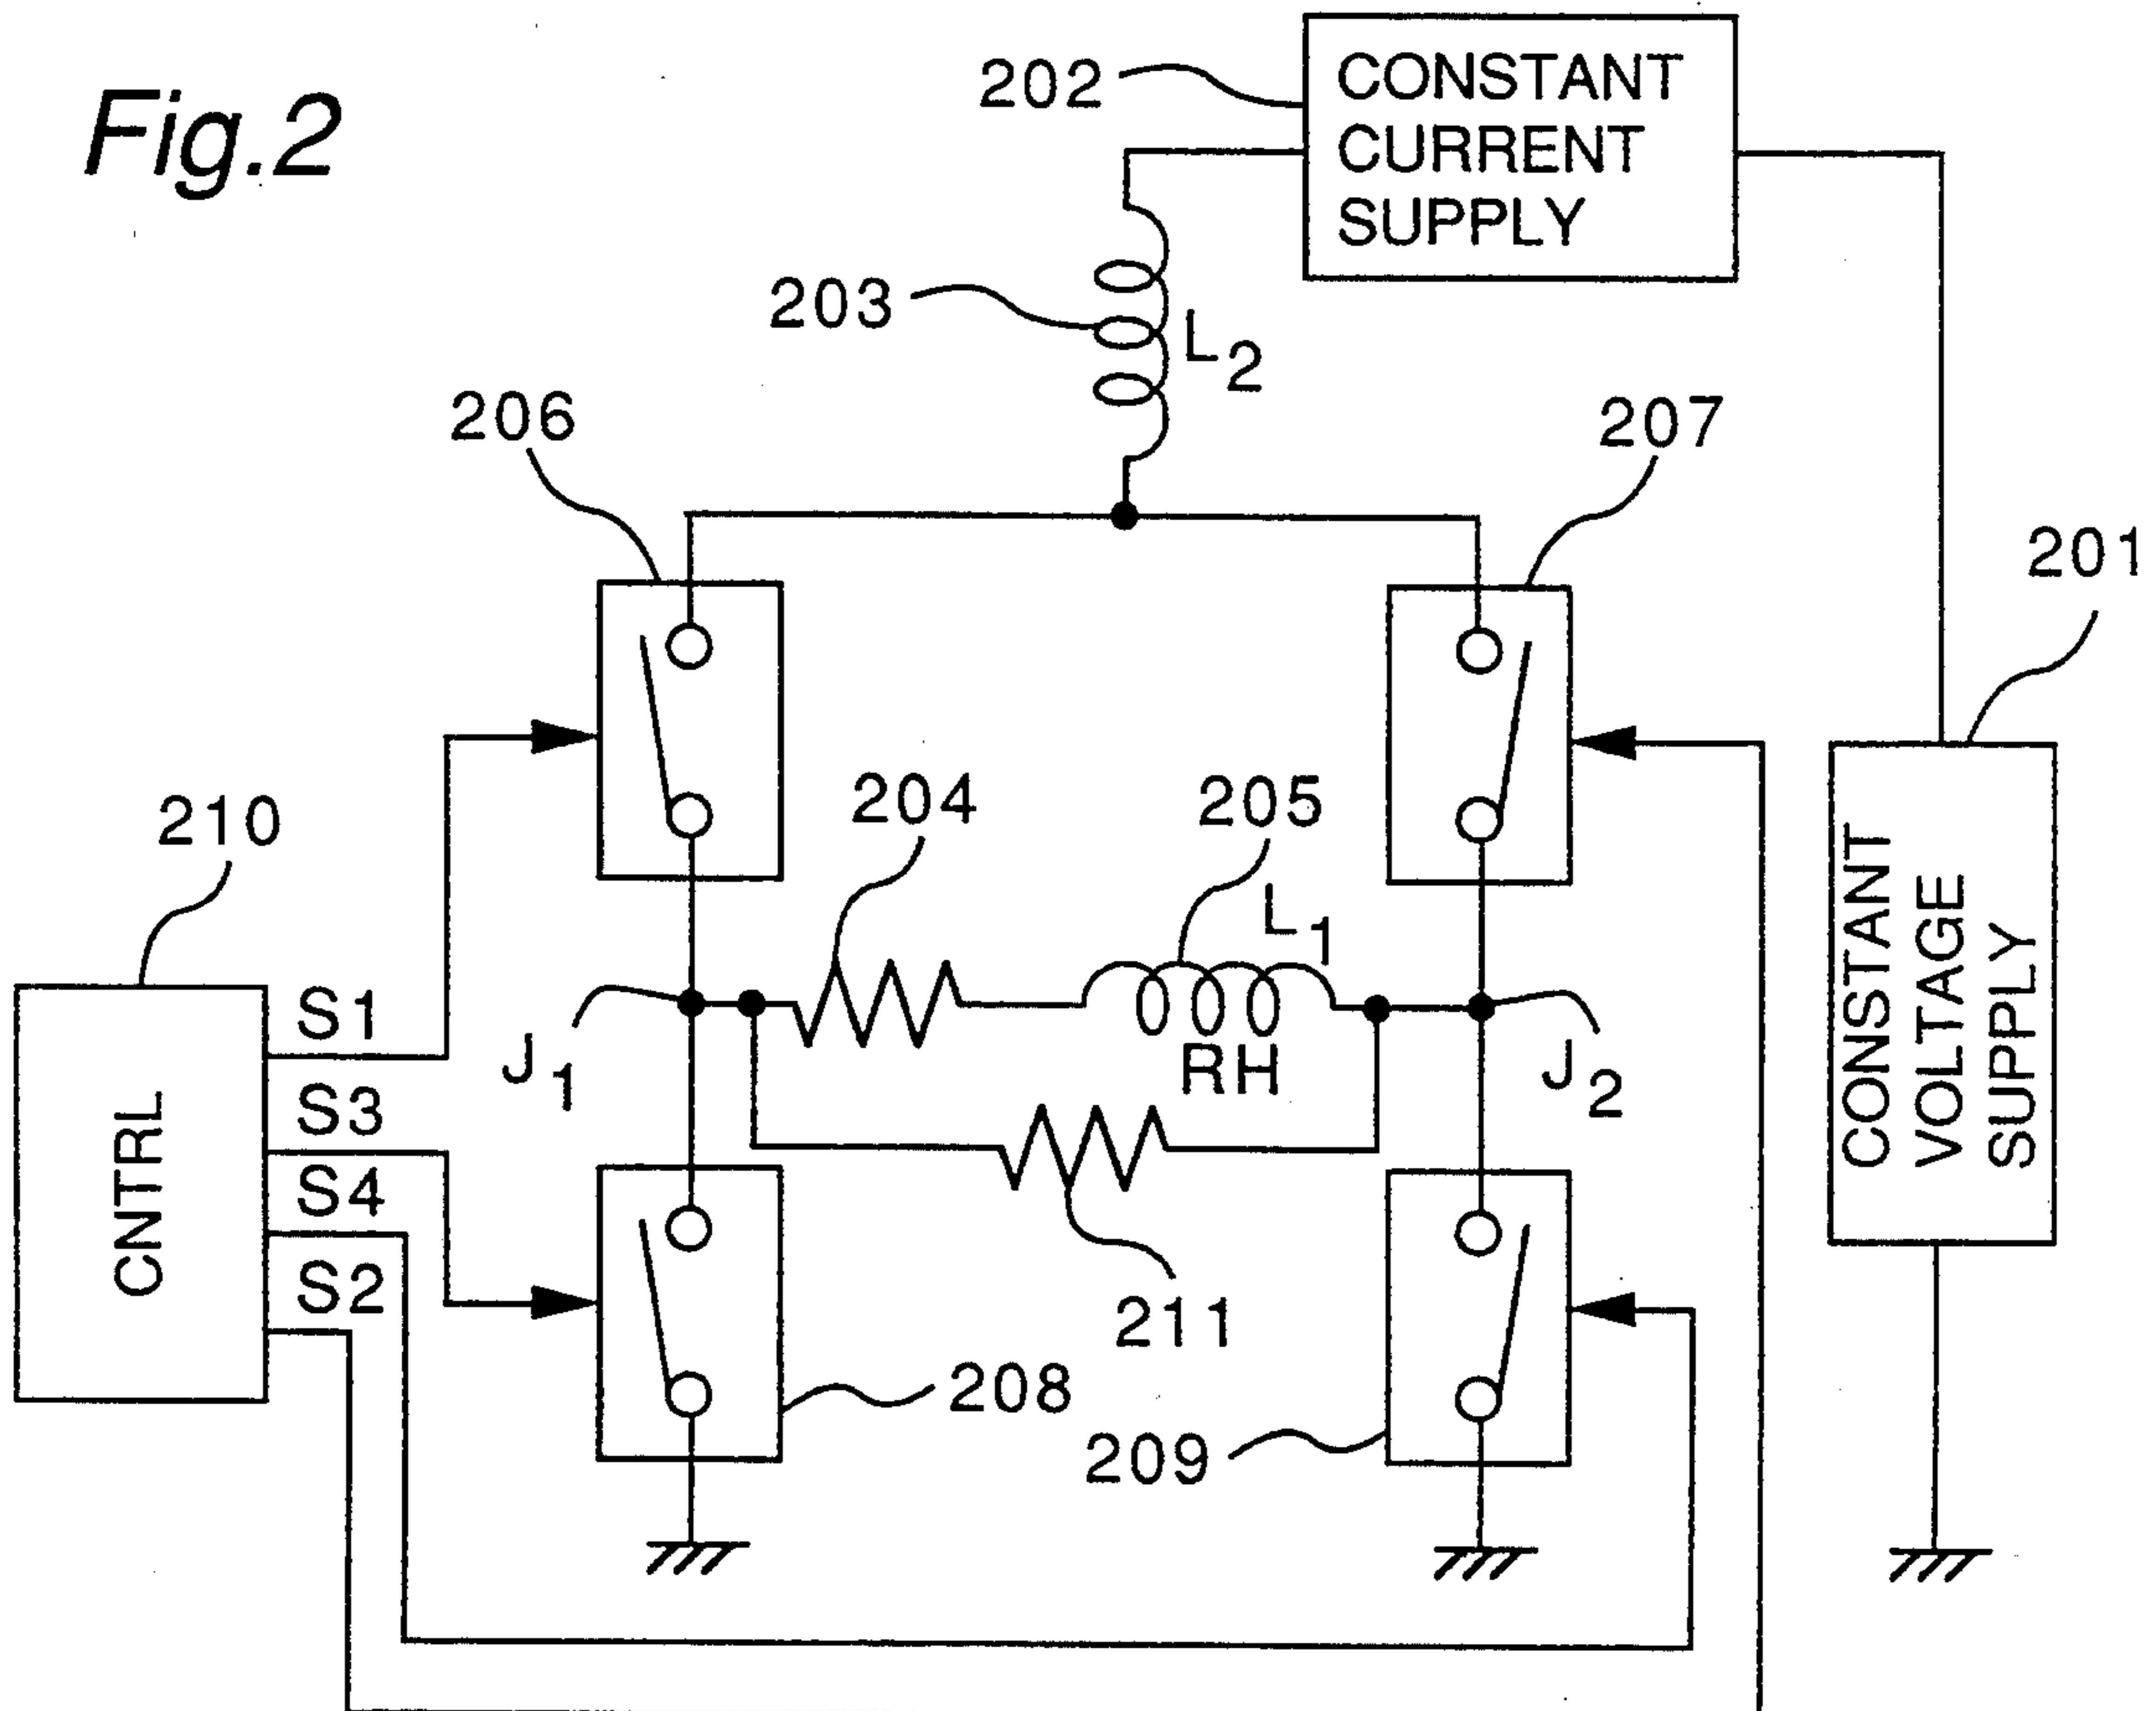 Fig.2
202
CONSTANT
CURRENT
SUPPLY
203
L2
206
207
201
210
204
205
L1
S1
J1
RH
J2
CONSTANT
VOLTAGE
SUPPLY
S3
CNTRL
S4
S2
211
208
209